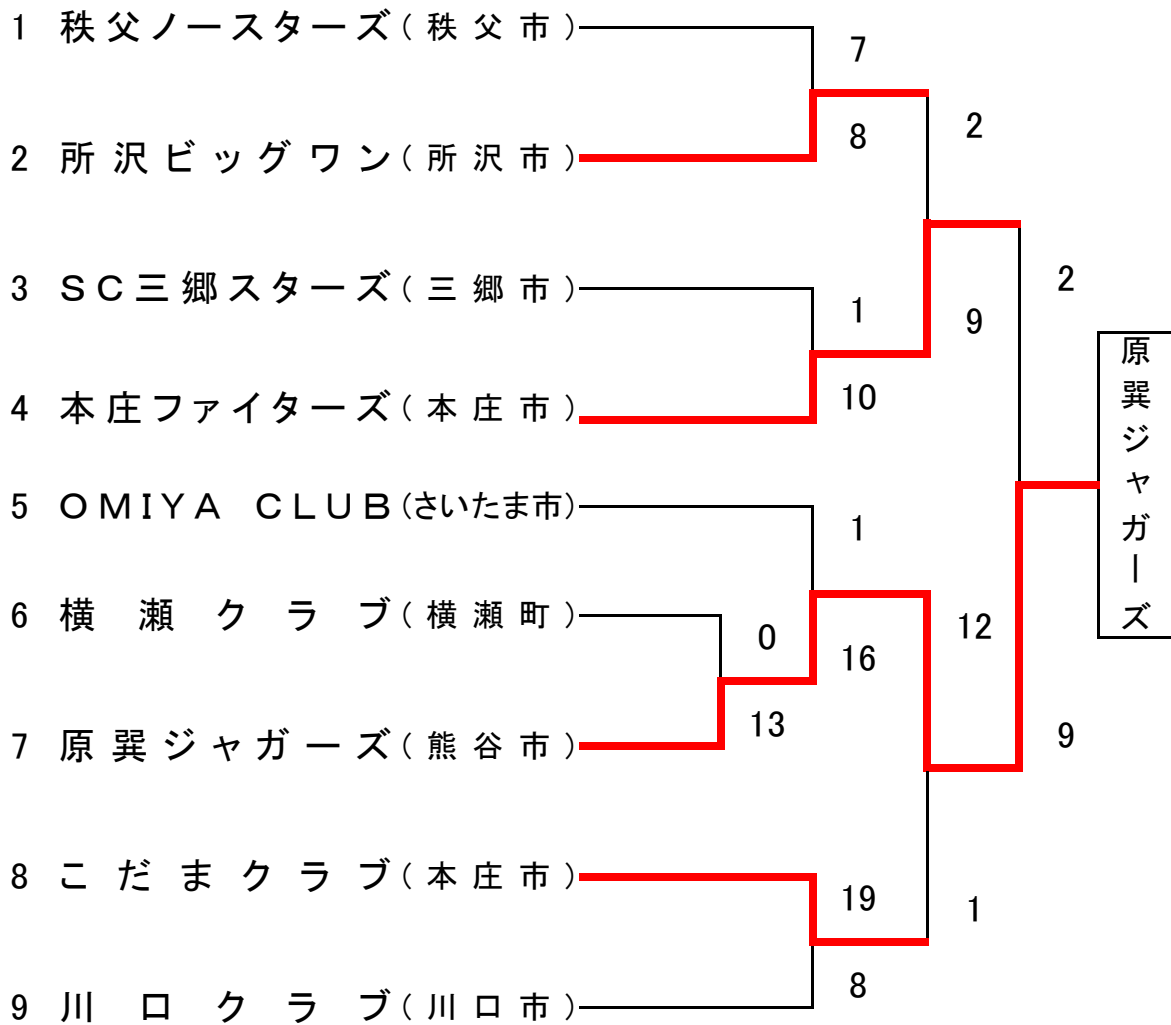 1 秩父ノースターズ(秩父市)
7
2
8
2 所沢ビッグワン(所沢市)
3 SC三郷スターズ(三郷市)
2
1
9
10
4 本庄ファイターズ(本庄市)
原巽ジャガーズ
5 OMIYA CLUB(さいたま市)
1
6 横瀬クラブ(横瀬町)
0
16
12
13
7 原巽ジャガーズ(熊谷市)
9
8 こだまクラブ(本庄市)
19
1
8
9 川口クラブ(川口市)